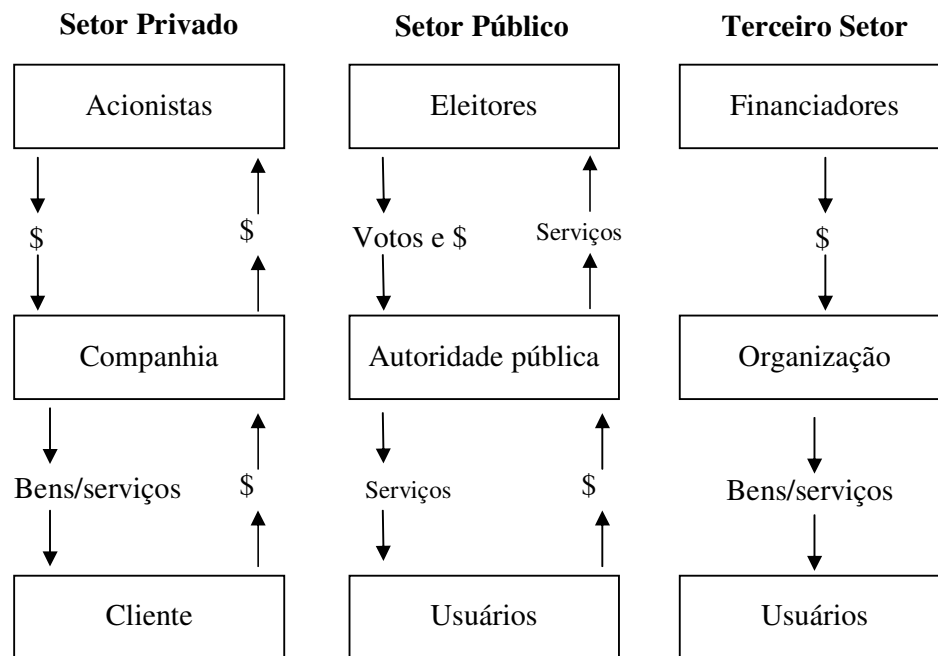 Setor Privado Setor Público Terceiro Setor
Acionistas Eleitores Financiadores
$ $ Votos e $ Serviços $
Companhia Autoridade pública Organização
Bens/serviços $ Serviços $ Bens/serviços
Cliente Usuários Usuários